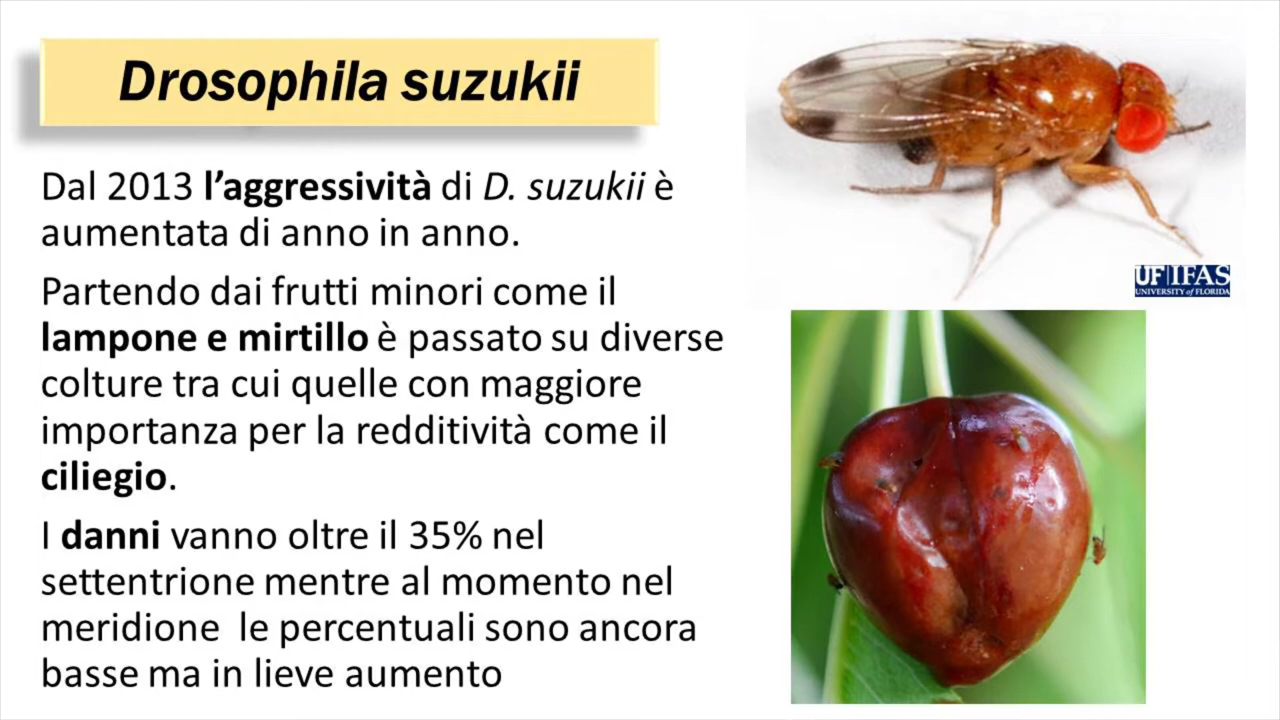 Drosophila suzukii
Dal 2013 l’aggressività di D. suzukii è
aumentata di anno in anno.
Partendo dai frutti minori come il
lampone e mirtillo è passato su diverse
colture tra cui quelle con maggiore
importanza per la redditività come il
ciliegio.
I danni vanno oltre il 35% nel
settentrione mentre al momento nel
meridione  le percentuali sono ancora
basse ma in lieve aumento
UF|IFAS
UNIVERSITY of FLORIDA